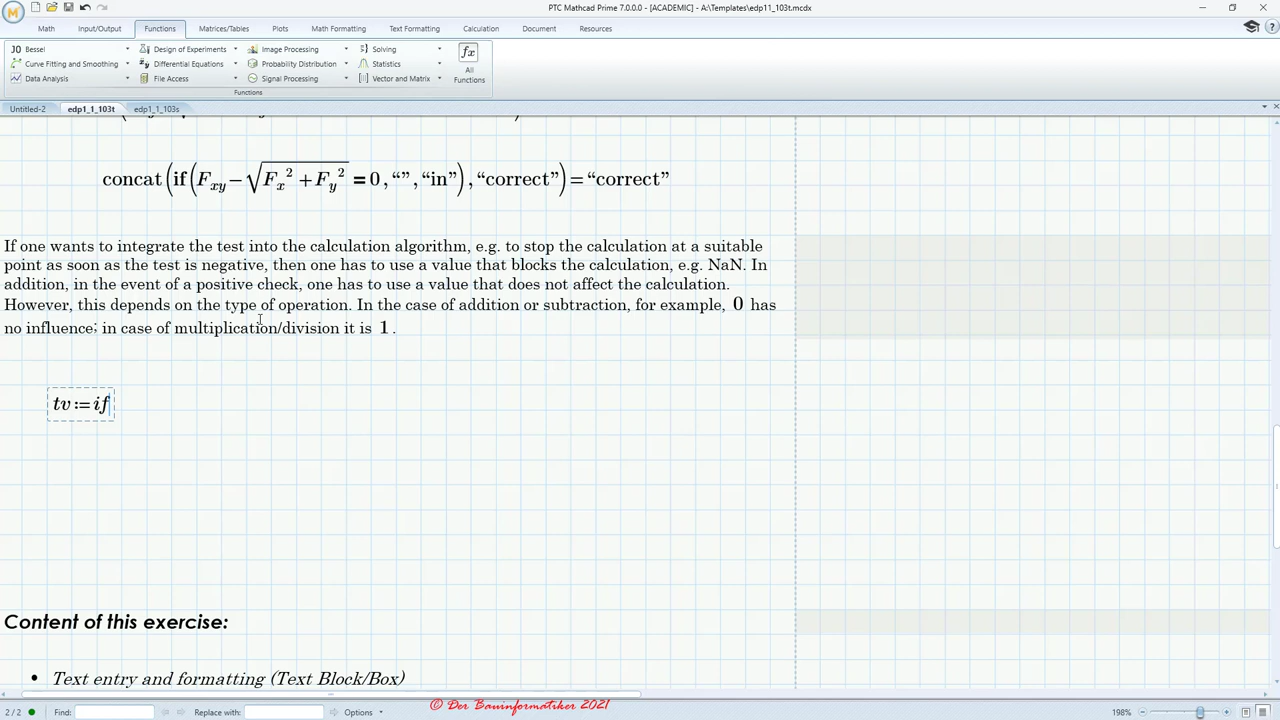 PTC Mathcad Prime 7.0.0.0 - [ACADEMIC] - A:\Templates\edp11_103t.mcdx
Math Input/Output Functions Matrices/Tables Plots Math Formatting Text Formatting Calculation Document Resources
Bessel Design of Experiments Image Processing Solving
Curve Fitting and Smoothing Differential Equations Probability Distribution Statistics
Data Analysis File Access Signal Processing Vector and Matrix
fx
All
Functions
Functions
Untitled-2 edp1_1_103t edp1_1_103s
concat(if(F_xy − √(F_x² + F_y²) = 0, “”, “in”), “correct”) = “correct”
If one wants to integrate the test into the calculation algorithm, e.g. to stop the calculation at a suitable
point as soon as the test is negative, then one has to use a value that blocks the calculation, e.g. NaN. In
addition, in the event of a positive check, one has to use a value that does not affect the calculation.
However, this depends on the type of operation. In the case of addition or subtraction, for example, 0 has
no influence; in case of multiplication/division it is 1 .
tv := if
Content of this exercise:
• Text entry and formatting (Text Block/Box)
© Der Bauinformatiker 2021
2 / 2 Find: Replace with: Options 198%